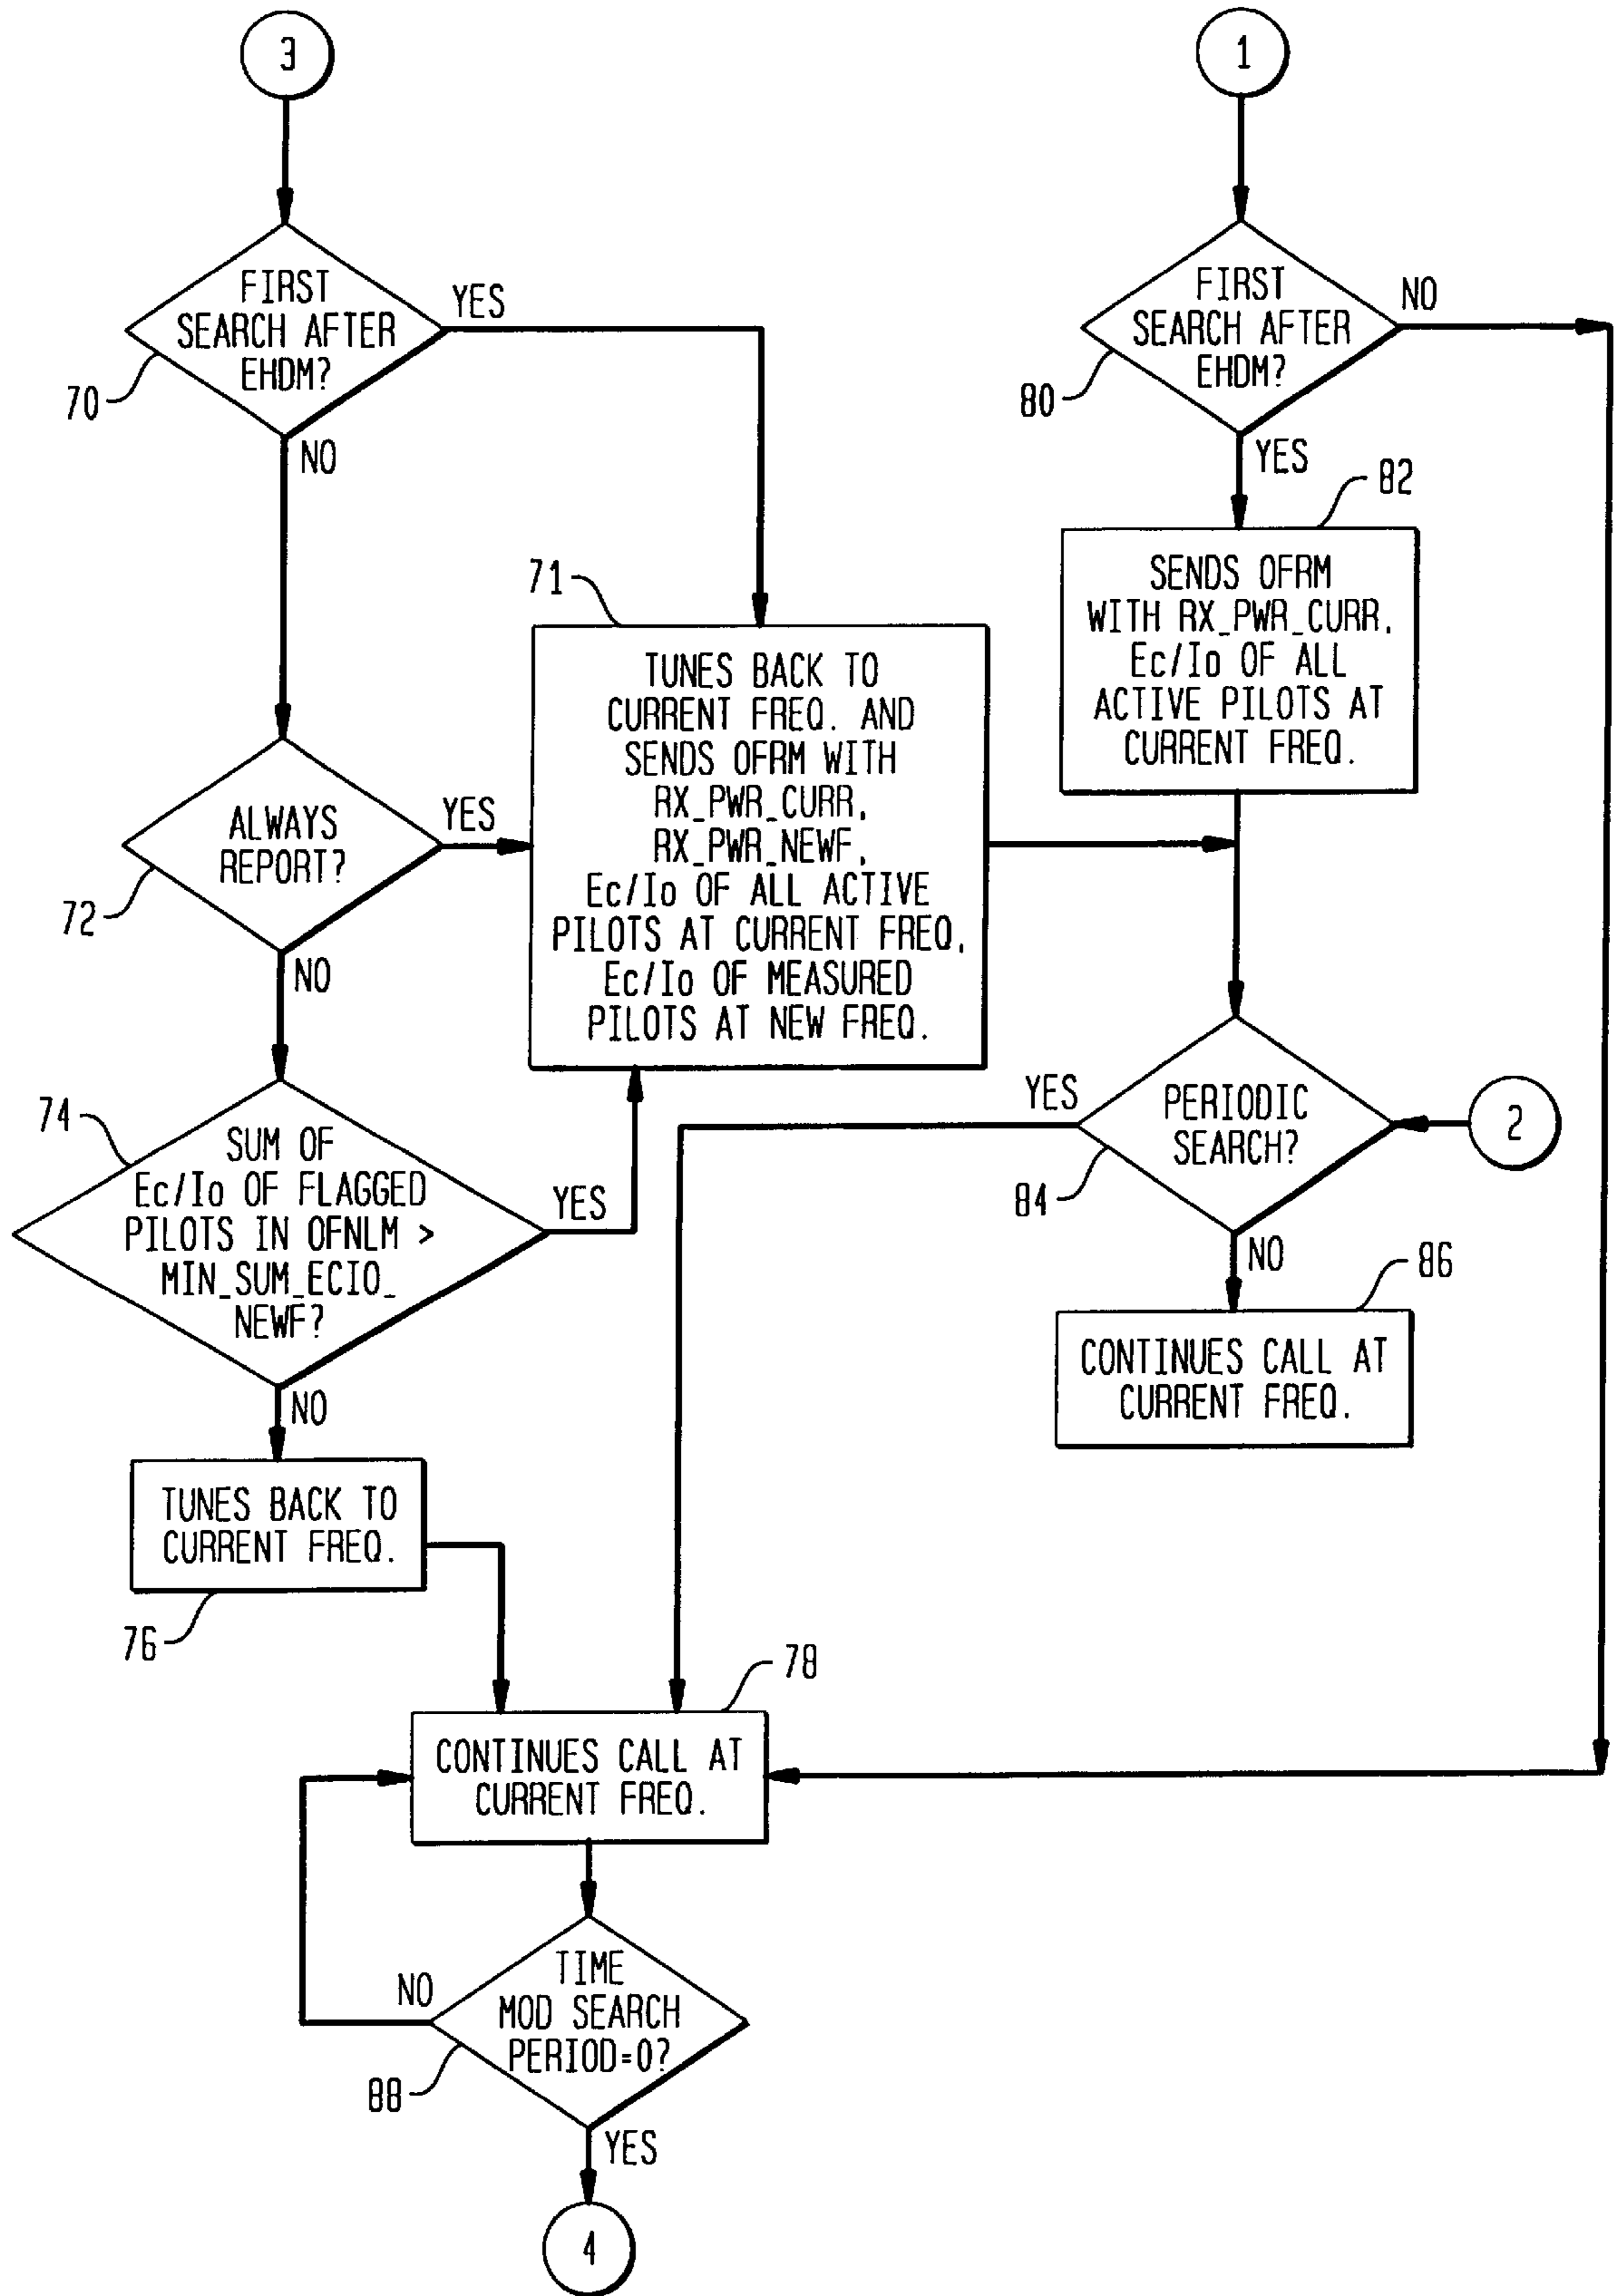 3
FIRST
SEARCH AFTER
EHDM?
70
YES
NO
ALWAYS
REPORT?
72
YES
NO
71
TUNES BACK TO
CURRENT FREQ. AND
SENDS OFRM WITH
RX_PWR_CURR,
RX_PWR_NEWF,
Ec/Io OF ALL ACTIVE
PILOTS AT CURRENT FREQ,
Ec/Io OF MEASURED
PILOTS AT NEW FREQ.
74
SUM OF
Ec/Io OF FLAGGED
PILOTS IN OFNLM >
MIN_SUM_ECIO_
NEWF?
YES
NO
TUNES BACK TO
CURRENT FREQ.
76
1
FIRST
SEARCH AFTER
EHDM?
80
NO
YES
82
SENDS OFRM
WITH RX_PWR_CURR,
Ec/Io OF ALL
ACTIVE PILOTS AT
CURRENT FREQ.
YES
PERIODIC
SEARCH?
84
2
NO
86
CONTINUES CALL AT
CURRENT FREQ.
78
CONTINUES CALL AT
CURRENT FREQ.
NO
TIME
MOD SEARCH
PERIOD=0?
88
YES
4